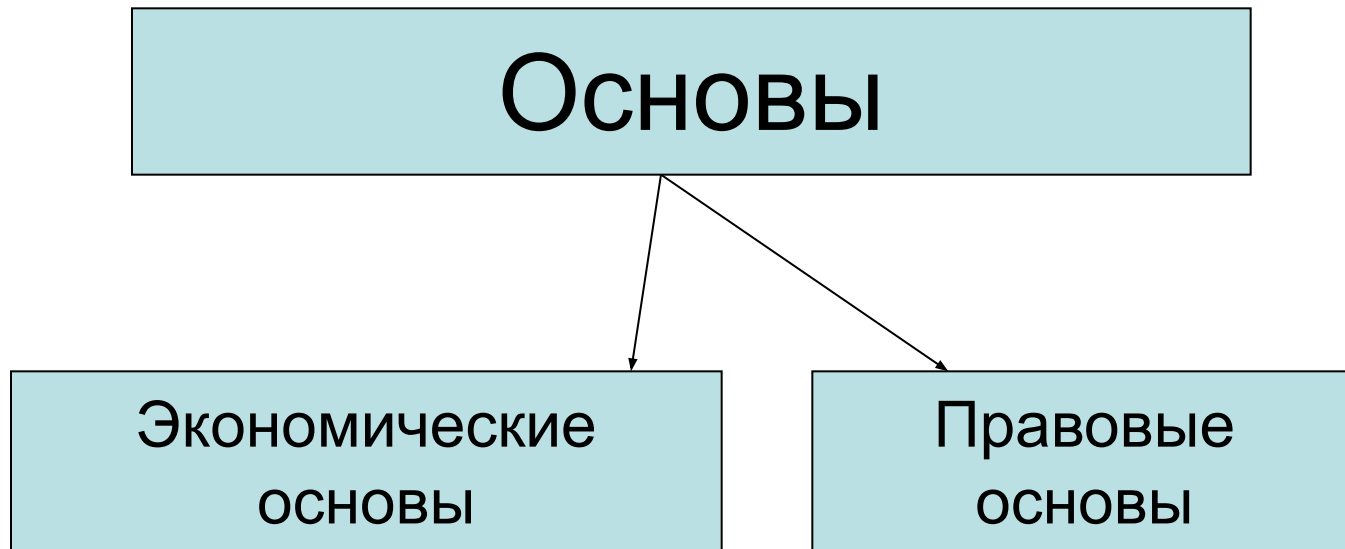 Основы
Экономические
основы
Правовые
основы